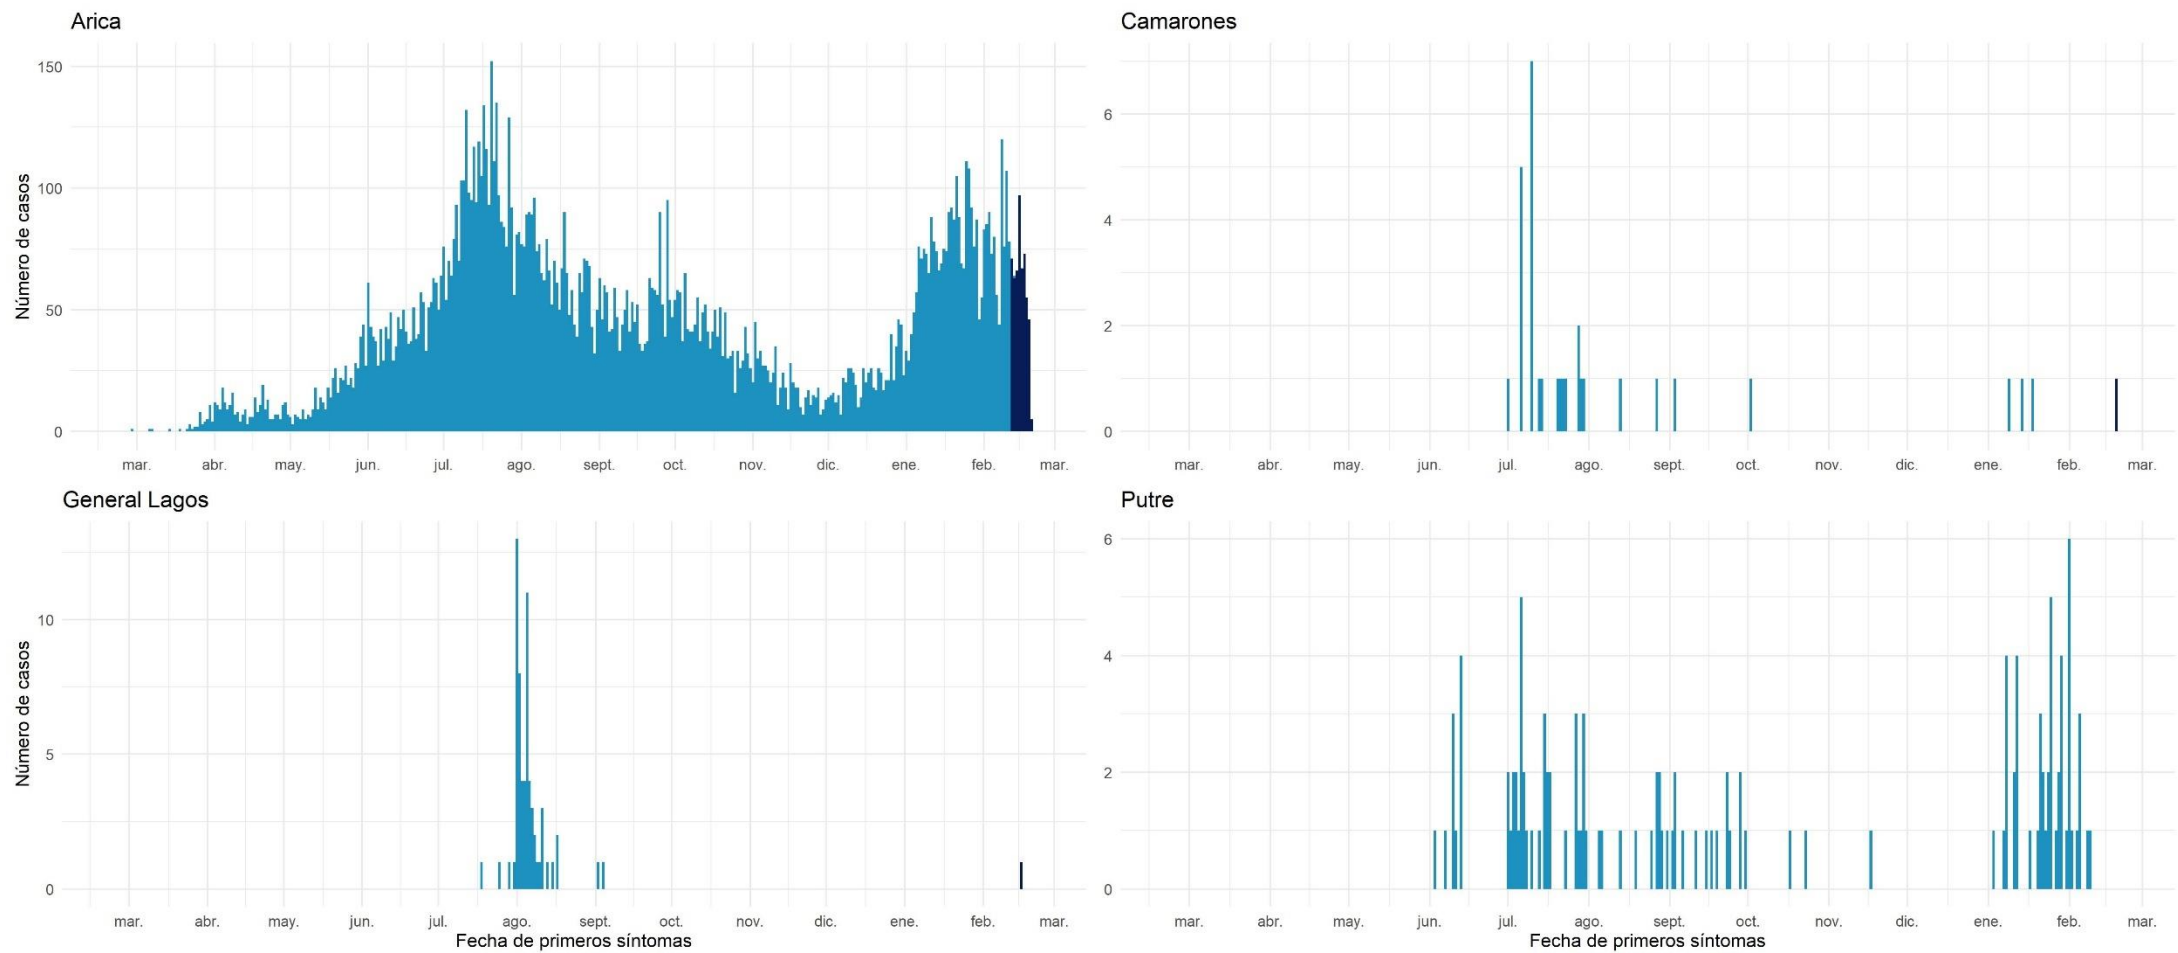 Arica
Número de casos
150
100
50
0
mar. abr. may. jun. jul. ago. sept. oct. nov. dic. ene. feb. mar.
Camarones
6
4
2
0
mar. abr. may. jun. jul. ago. sept. oct. nov. dic. ene. feb. mar.
General Lagos
Número de casos
10
5
0
mar. abr. may. jun. jul. ago. sept. oct. nov. dic. ene. feb. mar.
Fecha de primeros síntomas
Putre
6
4
2
0
mar. abr. may. jun. jul. ago. sept. oct. nov. dic. ene. feb. mar.
Fecha de primeros síntomas